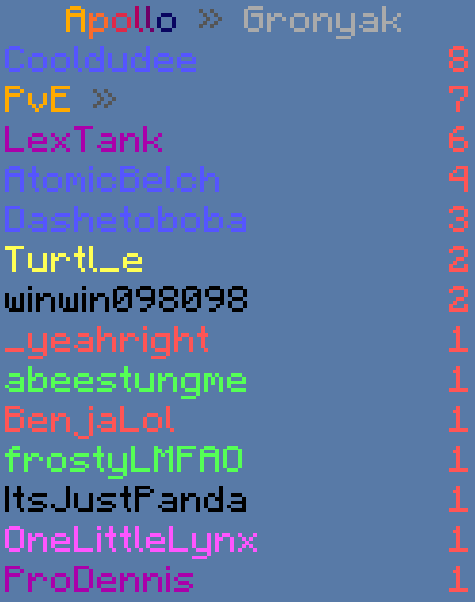 Apollo » Gronyak
Cooldudee 8
PvE » 7
LexTank 6
AtomicBelch 4
Dashetoboba 3
Turtl_e 2
winwin098098 2
_yeahright 1
abeestungme 1
BenjaLol 1
frostyLMFAO 1
ItsJustPanda 1
OneLittleLynx 1
ProDennis 1